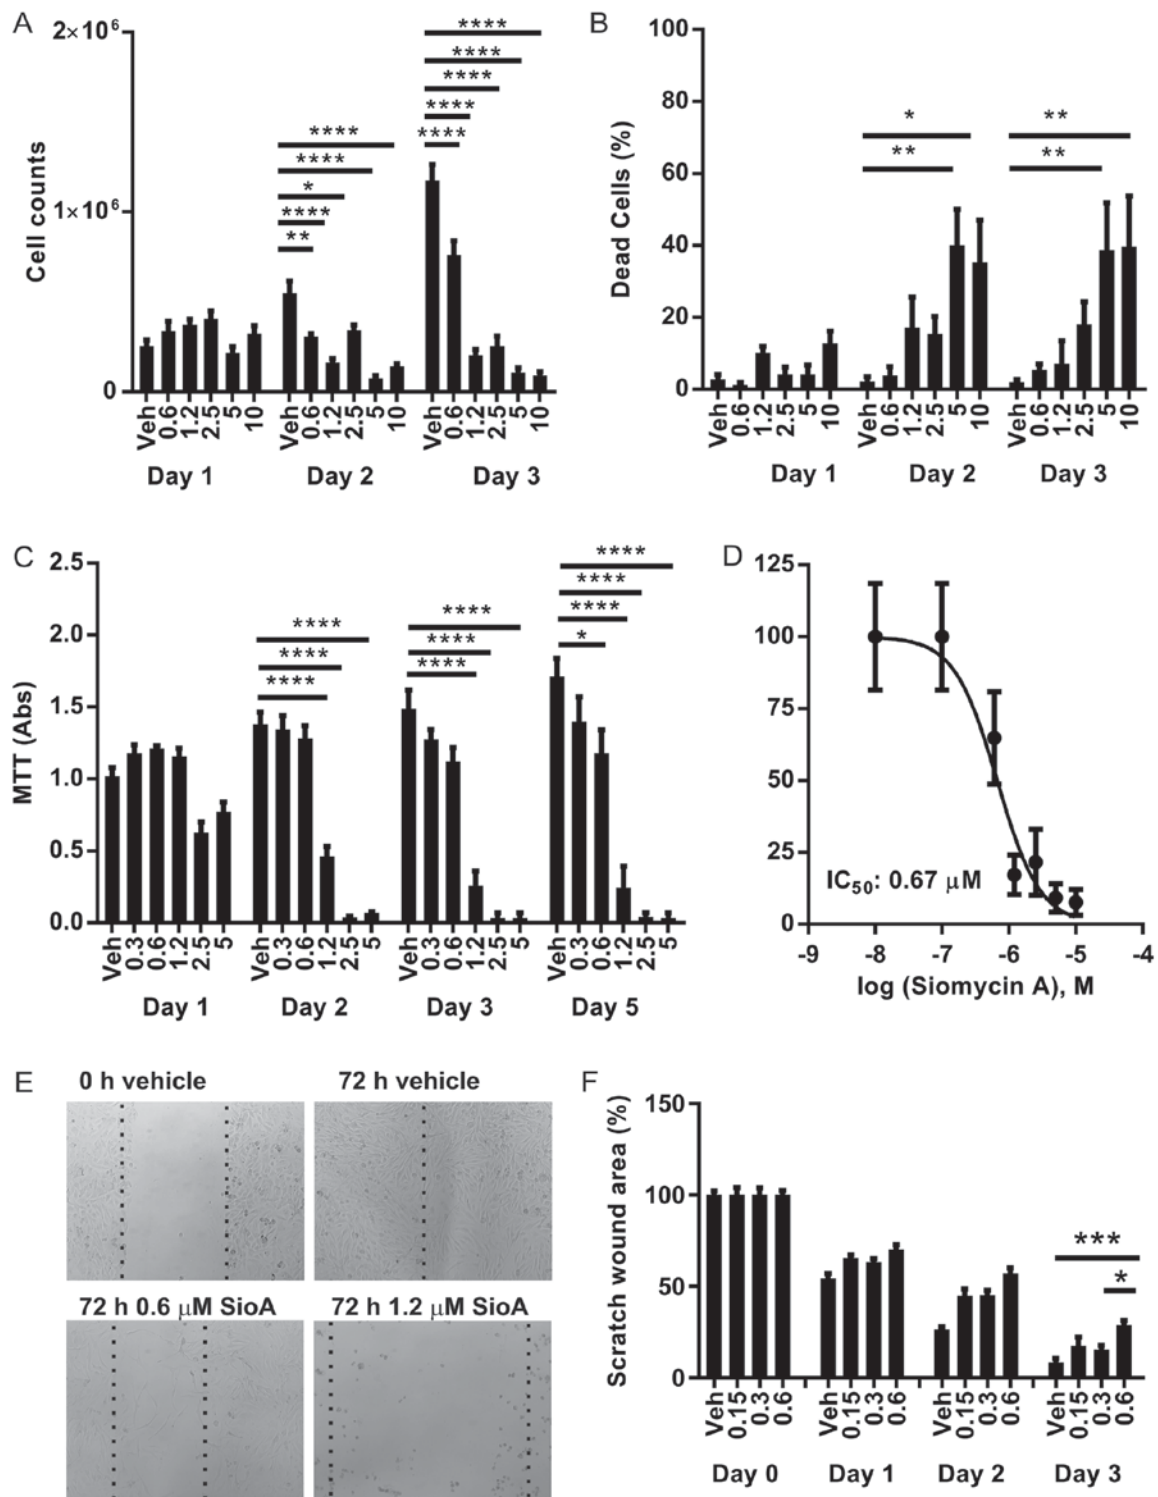 A
Cell counts
2×10⁶
1×10⁶
0
**
****
*
****
****
****
****
****
****
****
Veh 0.6 1.2 2.5 5 10 Veh 0.6 1.2 2.5 5 10 Veh 0.6 1.2 2.5 5 10
Day 1 Day 2 Day 3
B
Dead Cells (%)
100
80
60
40
20
0
*
**
**
**
Veh 0.6 1.2 2.5 5 10 Veh 0.6 1.2 2.5 5 10 Veh 0.6 1.2 2.5 5 10
Day 1 Day 2 Day 3
C
MTT (Abs)
2.5
2.0
1.5
1.0
0.5
0.0
****
****
****
****
****
****
****
****
****
*
Veh 0.3 0.6 1.2 2.5 5 Veh 0.3 0.6 1.2 2.5 5 Veh 0.3 0.6 1.2 2.5 5 Veh 0.3 0.6 1.2 2.5 5
Day 1 Day 2 Day 3 Day 5
D
125
100
75
50
25
0
IC₅₀: 0.67 μM
-9 -8 -7 -6 -5 -4
log (Siomycin A), M
E
0 h vehicle 72 h vehicle
72 h 0.6 μM SioA 72 h 1.2 μM SioA
F
Scratch wound area (%)
150
100
50
0
***
*
Veh 0.15 0.3 0.6 Veh 0.15 0.3 0.6 Veh 0.15 0.3 0.6 Veh 0.15 0.3 0.6
Day 0 Day 1 Day 2 Day 3